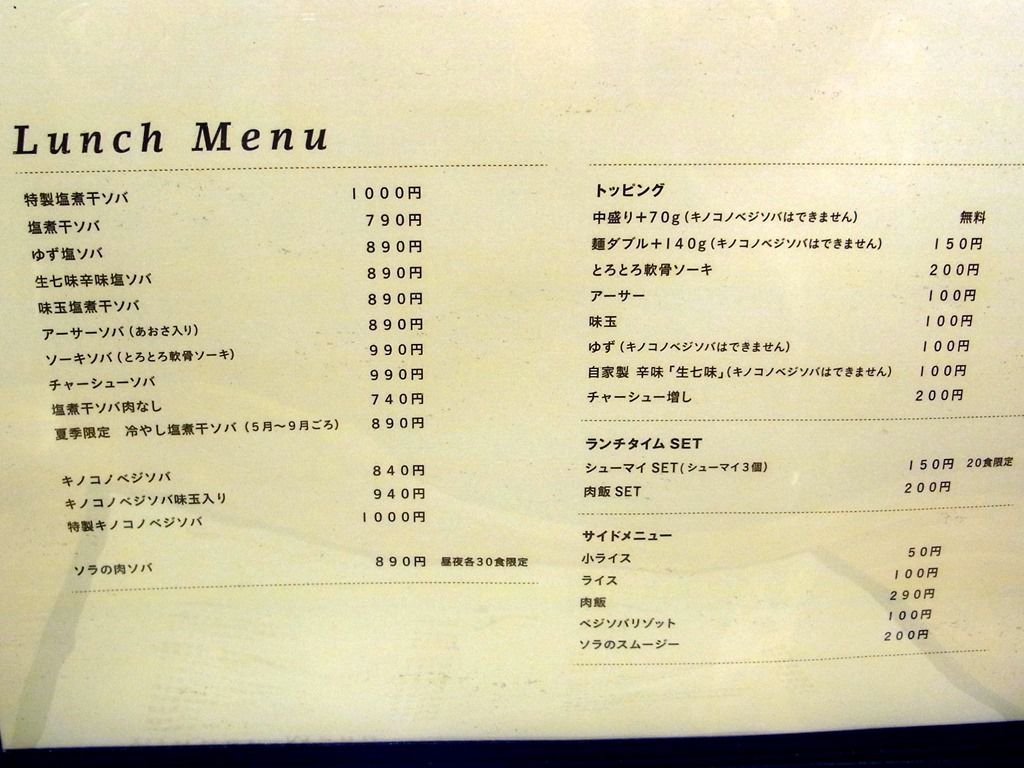 Lunch Menu
特製塩煮干ソバ 1000円
塩煮干ソバ 790円
ゆず塩ソバ 890円
生七味辛味塩ソバ 890円
味玉塩煮干ソバ 890円
アーサーソバ(あおさ入り) 890円
ソーキソバ(とろとろ軟骨ソーキ) 990円
チャーシューソバ 990円
塩煮干ソバ肉なし 740円
夏季限定 冷やし塩煮干ソバ(5月〜9月ごろ) 890円
キノコノベジソバ 840円
キノコノベジソバ味玉入り 940円
特製キノコノベジソバ 1000円
ソラの肉ソバ 890円 昼夜各30食限定
トッピング
中盛り+70g(キノコノベジソバはできません) 無料
麺ダブル+140g(キノコノベジソバはできません) 150円
とろとろ軟骨ソーキ 200円
アーサー 100円
味玉 100円
ゆず(キノコノベジソバはできません) 100円
自家製 辛味「生七味」(キノコノベジソバはできません) 100円
チャーシュー増し 200円
ランチタイム SET
シューマイ SET(シューマイ3個) 150円 20食限定
肉飯 SET 200円
サイドメニュー
小ライス 50円
ライス 100円
肉飯 290円
ベジソバリゾット 100円
ソラのスムージー 200円